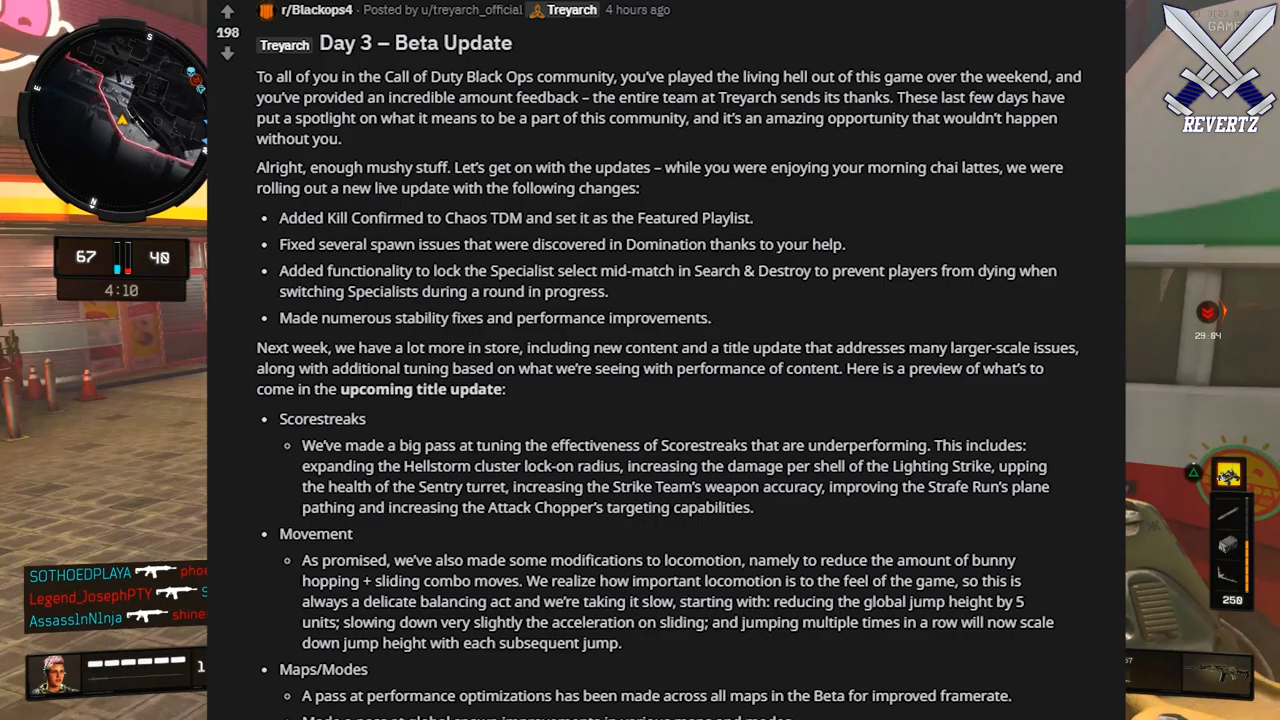 r/Blackops4 · Posted by u/treyarch_official Treyarch 4 hours ago
198
Treyarch Day 3 – Beta Update
To all of you in the Call of Duty Black Ops community, you've played the living hell out of this game over the weekend, and
you've provided an incredible amount feedback – the entire team at Treyarch sends its thanks. These last few days have
put a spotlight on what it means to be a part of this community, and it's an amazing opportunity that wouldn't happen
without you.
Alright, enough mushy stuff. Let's get on with the updates – while you were enjoying your morning chai lattes, we were
rolling out a new live update with the following changes:
• Added Kill Confirmed to Chaos TDM and set it as the Featured Playlist.
• Fixed several spawn issues that were discovered in Domination thanks to your help.
• Added functionality to lock the Specialist select mid-match in Search & Destroy to prevent players from dying when
switching Specialists during a round in progress.
• Made numerous stability fixes and performance improvements.
Next week, we have a lot more in store, including new content and a title update that addresses many larger-scale issues,
along with additional tuning based on what we're seeing with performance of content. Here is a preview of what's to
come in the upcoming title update:
• Scorestreaks
◦ We've made a big pass at tuning the effectiveness of Scorestreaks that are underperforming. This includes:
expanding the Hellstorm cluster lock-on radius, increasing the damage per shell of the Lighting Strike, upping
the health of the Sentry turret, increasing the Strike Team's weapon accuracy, improving the Strafe Run's plane
pathing and increasing the Attack Chopper's targeting capabilities.
• Movement
◦ As promised, we've also made some modifications to locomotion, namely to reduce the amount of bunny
hopping + sliding combo moves. We realize how important locomotion is to the feel of the game, so this is
always a delicate balancing act and we're taking it slow, starting with: reducing the global jump height by 5
units; slowing down very slightly the acceleration on sliding; and jumping multiple times in a row will now scale
down jump height with each subsequent jump.
• Maps/Modes
◦ A pass at performance optimizations has been made across all maps in the Beta for improved framerate.
S
E
N
67 40
4:10
SOTHOEDPLAYA
Legend_JosephPTY
AssassInN1nja
REVERTZ
29:04
250